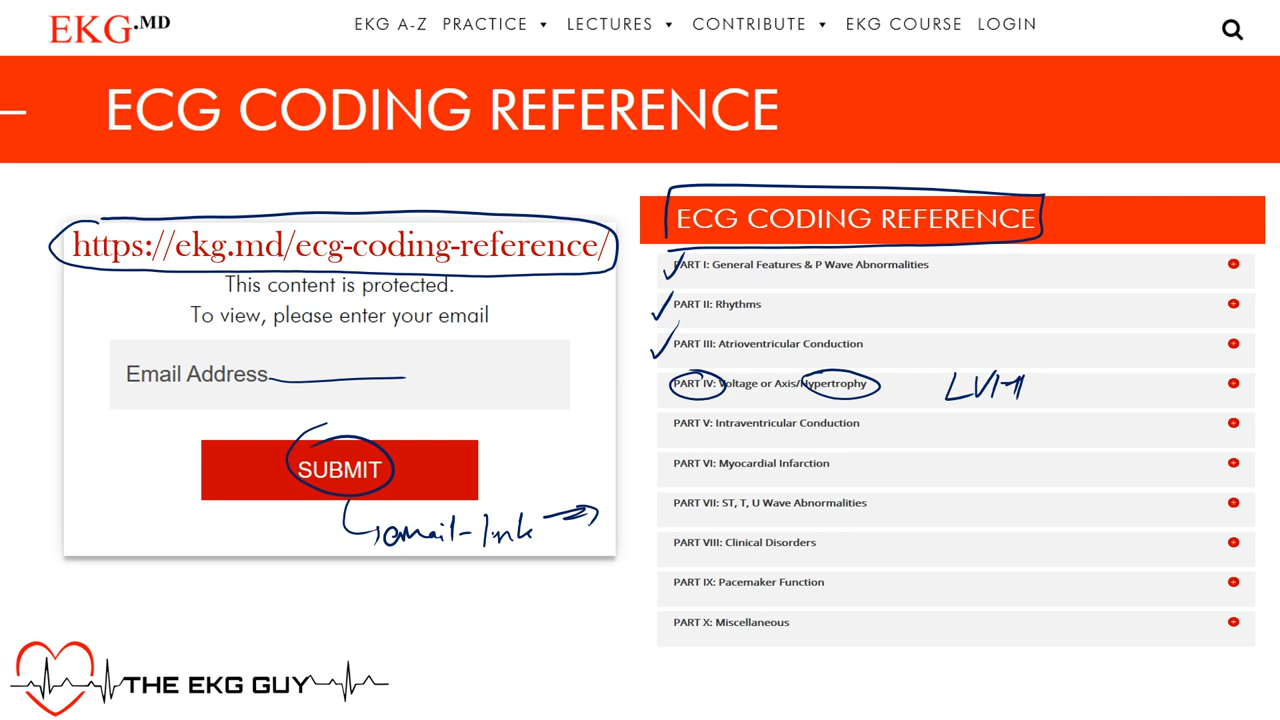 EKG.MD
EKG A-Z PRACTICE LECTURES CONTRIBUTE EKG COURSE LOGIN
ECG CODING REFERENCE
https://ekg.md/ecg-coding-reference/
This content is protected.
To view, please enter your email
Email Address
SUBMIT
email-link
ECG CODING REFERENCE
PART I: General Features & P Wave Abnormalities
PART II: Rhythms
PART III: Atrioventricular Conduction
PART IV: Voltage or Axis/Hypertrophy LVH
PART V: Intraventricular Conduction
PART VI: Myocardial Infarction
PART VII: ST, T, U Wave Abnormalities
PART VIII: Clinical Disorders
PART IX: Pacemaker Function
PART X: Miscellaneous
THE EKG GUY